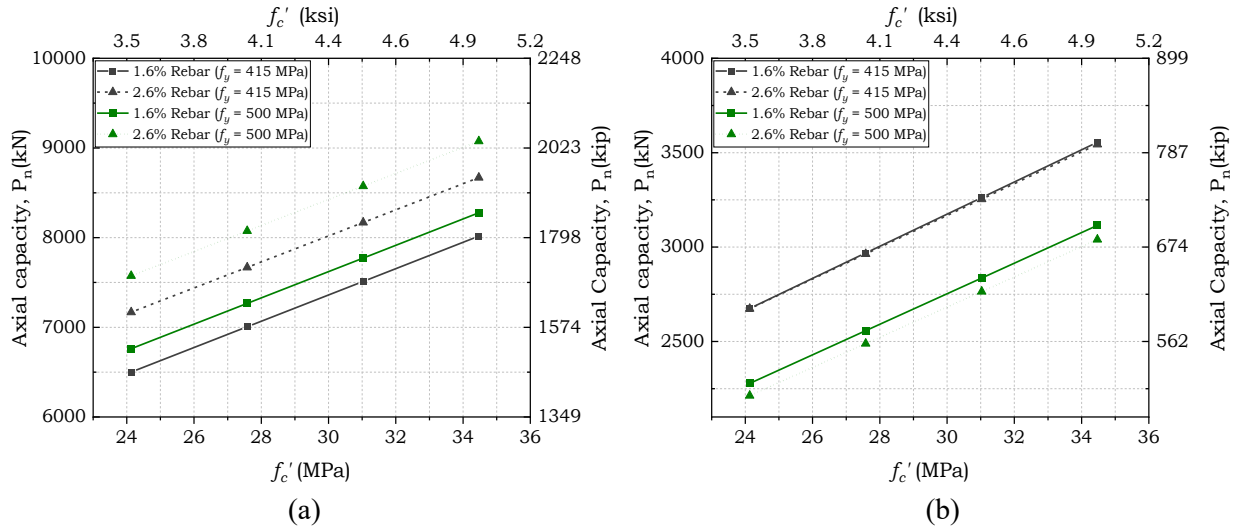 f_c' (ksi)
3.5 3.8 4.1 4.4 4.6 4.9 5.2
10000
9000
8000
7000
6000
Axial capacity, P_n(kN)
1.6% Rebar (f_y = 415 MPa)
2.6% Rebar (f_y = 415 MPa)
1.6% Rebar (f_y = 500 MPa)
2.6% Rebar (f_y = 500 MPa)
2248
2023
1798
1574
1349
Axial Capacity, P_n(kip)
24 26 28 30 32 34 36
f_c' (MPa)
(a)
f_c' (ksi)
3.5 3.8 4.1 4.4 4.6 4.9 5.2
4000
3500
3000
2500
Axial capacity, P_n(kN)
1.6% Rebar (f_y = 415 MPa)
2.6% Rebar (f_y = 415 MPa)
1.6% Rebar (f_y = 500 MPa)
2.6% Rebar (f_y = 500 MPa)
899
787
674
562
Axial Capacity, P_n(kip)
24 26 28 30 32 34 36
f_c' (MPa)
(b)